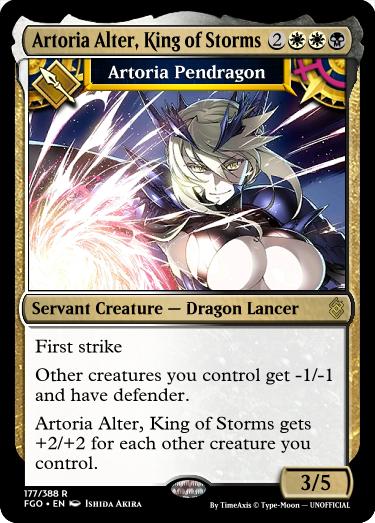 Artoria Alter, King of Storms 2
Artoria Pendragon
Servant Creature — Dragon Lancer
First strike
Other creatures you control get -1/-1
and have defender.
Artoria Alter, King of Storms gets
+2/+2 for each other creature you
control.
3/5
177/388 R
FGO • EN Ishida Akira
By TimeAxis © Type-Moon — UNOFFICIAL